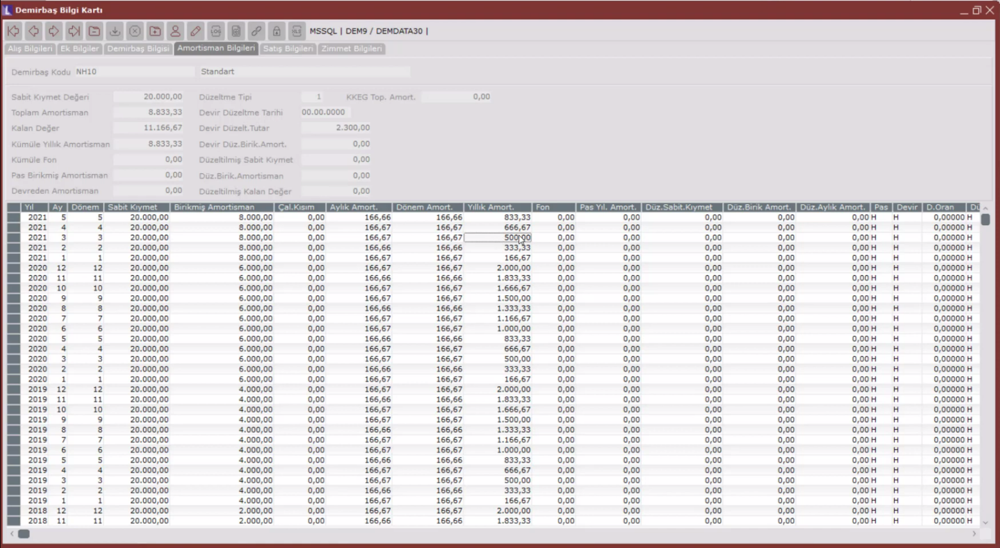 Demirbaş Bilgi Kartı
LOG XLS MSSQL | DEM9 / DEMDATA30 |
Alış Bilgileri Ek Bilgiler Demirbaş Bilgisi Amortisman Bilgileri Satış Bilgileri Zimmet Bilgileri
Demirbaş Kodu NH10 Standart
Sabit Kıymet Değeri 20.000,00 Düzeltme Tipi 1 KKEG Top. Amort. 0,00
Toplam Amortisman 8.833,33 Devir Düzeltme Tarihi 00.00.0000
Kalan Değer 11.166,67 Devir Düzelt.Tutar 2.300,00
Kümüle Yıllık Amortisman 8.833,33 Devir Düz.Birik.Amort. 0,00
Kümüle Fon 0,00 Düzeltilmiş Sabit Kıymet 0,00
Pas Birikmiş Amortisman 0,00 Düz.Birik.Amortisman 0,00
Devreden Amortisman 0,00 Düzeltilmiş Kalan Değer 0,00
Yıl Ay Dönem Sabit Kıymet Birikmiş Amortisman Çal.Kısım Aylık Amort. Dönem Amort. Yıllık Amort. Fon Pas Yıl. Amort. Düz.Sabit.Kıymet Düz.Birik Amort. Düz.Aylık Amort. Pas Devir D.Oran Dü
2021 5 5 20.000,00 8.000,00 0,00 166,66 166,66 833,33 0,00 0,00 0,00 0,00 0,00 H H 0,00000 H
2021 4 4 20.000,00 8.000,00 0,00 166,67 166,67 666,67 0,00 0,00 0,00 0,00 0,00 H H 0,00000 H
2021 3 3 20.000,00 8.000,00 0,00 166,67 166,67 500,00 0,00 0,00 0,00 0,00 0,00 H H 0,00000 H
2021 2 2 20.000,00 8.000,00 0,00 166,66 166,66 333,33 0,00 0,00 0,00 0,00 0,00 H H 0,00000 H
2021 1 1 20.000,00 8.000,00 0,00 166,67 166,67 166,67 0,00 0,00 0,00 0,00 0,00 H H 0,00000 H
2020 12 12 20.000,00 6.000,00 0,00 166,67 166,67 2.000,00 0,00 0,00 0,00 0,00 0,00 H H 0,00000 H
2020 11 11 20.000,00 6.000,00 0,00 166,66 166,66 1.833,33 0,00 0,00 0,00 0,00 0,00 H H 0,00000 H
2020 10 10 20.000,00 6.000,00 0,00 166,67 166,67 1.666,67 0,00 0,00 0,00 0,00 0,00 H H 0,00000 H
2020 9 9 20.000,00 6.000,00 0,00 166,67 166,67 1.500,00 0,00 0,00 0,00 0,00 0,00 H H 0,00000 H
2020 8 8 20.000,00 6.000,00 0,00 166,66 166,66 1.333,33 0,00 0,00 0,00 0,00 0,00 H H 0,00000 H
2020 7 7 20.000,00 6.000,00 0,00 166,67 166,67 1.166,67 0,00 0,00 0,00 0,00 0,00 H H 0,00000 H
2020 6 6 20.000,00 6.000,00 0,00 166,67 166,67 1.000,00 0,00 0,00 0,00 0,00 0,00 H H 0,00000 H
2020 5 5 20.000,00 6.000,00 0,00 166,66 166,66 833,33 0,00 0,00 0,00 0,00 0,00 H H 0,00000 H
2020 4 4 20.000,00 6.000,00 0,00 166,67 166,67 666,67 0,00 0,00 0,00 0,00 0,00 H H 0,00000 H
2020 3 3 20.000,00 6.000,00 0,00 166,67 166,67 500,00 0,00 0,00 0,00 0,00 0,00 H H 0,00000 H
2020 2 2 20.000,00 6.000,00 0,00 166,66 166,66 333,33 0,00 0,00 0,00 0,00 0,00 H H 0,00000 H
2020 1 1 20.000,00 6.000,00 0,00 166,67 166,67 166,67 0,00 0,00 0,00 0,00 0,00 H H 0,00000 H
2019 12 12 20.000,00 4.000,00 0,00 166,67 166,67 2.000,00 0,00 0,00 0,00 0,00 0,00 H H 0,00000 H
2019 11 11 20.000,00 4.000,00 0,00 166,66 166,66 1.833,33 0,00 0,00 0,00 0,00 0,00 H H 0,00000 H
2019 10 10 20.000,00 4.000,00 0,00 166,67 166,67 1.666,67 0,00 0,00 0,00 0,00 0,00 H H 0,00000 H
2019 9 9 20.000,00 4.000,00 0,00 166,67 166,67 1.500,00 0,00 0,00 0,00 0,00 0,00 H H 0,00000 H
2019 8 8 20.000,00 4.000,00 0,00 166,66 166,66 1.333,33 0,00 0,00 0,00 0,00 0,00 H H 0,00000 H
2019 7 7 20.000,00 4.000,00 0,00 166,67 166,67 1.166,67 0,00 0,00 0,00 0,00 0,00 H H 0,00000 H
2019 6 6 20.000,00 4.000,00 0,00 166,67 166,67 1.000,00 0,00 0,00 0,00 0,00 0,00 H H 0,00000 H
2019 5 5 20.000,00 4.000,00 0,00 166,66 166,66 833,33 0,00 0,00 0,00 0,00 0,00 H H 0,00000 H
2019 4 4 20.000,00 4.000,00 0,00 166,67 166,67 666,67 0,00 0,00 0,00 0,00 0,00 H H 0,00000 H
2019 3 3 20.000,00 4.000,00 0,00 166,67 166,67 500,00 0,00 0,00 0,00 0,00 0,00 H H 0,00000 H
2019 2 2 20.000,00 4.000,00 0,00 166,66 166,66 333,33 0,00 0,00 0,00 0,00 0,00 H H 0,00000 H
2019 1 1 20.000,00 4.000,00 0,00 166,67 166,67 166,67 0,00 0,00 0,00 0,00 0,00 H H 0,00000 H
2018 12 12 20.000,00 2.000,00 0,00 166,67 166,67 2.000,00 0,00 0,00 0,00 0,00 0,00 H H 0,00000 H
2018 11 11 20.000,00 2.000,00 0,00 166,66 166,66 1.833,33 0,00 0,00 0,00 0,00 0,00 H H 0,00000 H